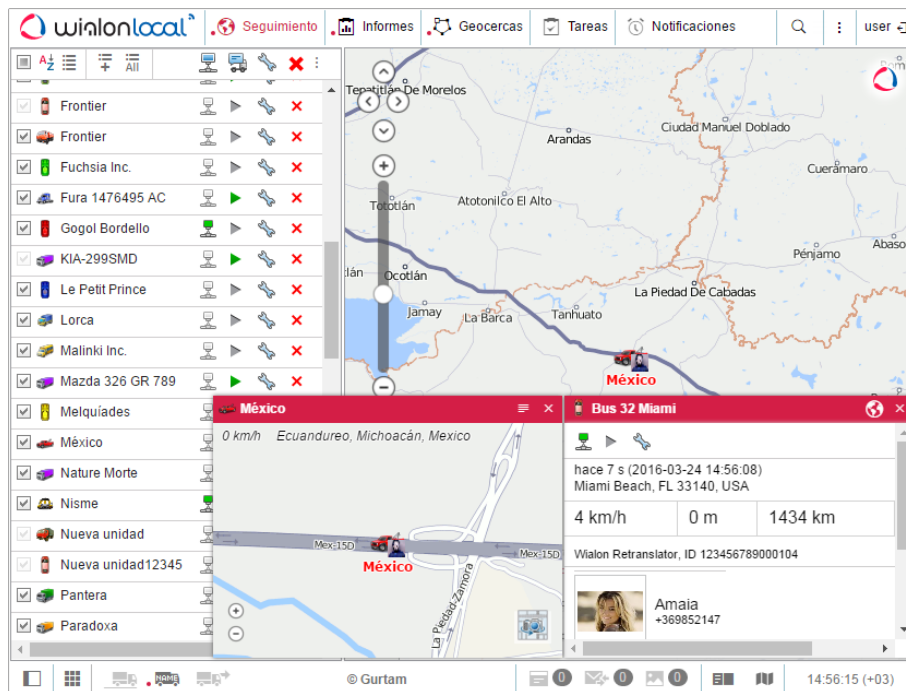 wialon local
Seguimiento
Informes
Geocercas
Tareas
Notificaciones
user
A
Z
All
Frontier
Frontier
Fuchsia Inc.
Fura 1476495 AC
Gogol Bordello
KIA-299SMD
Le Petit Prince
Lorca
Malinki Inc.
Mazda 326 GR 789
Melquíades
México
Nature Morte
Nisme
Nueva unidad
Nueva unidad12345
Pantera
Paradoxa
Tepatitlán De Morelos
Arandas
Ciudad Manuel Doblado
Cuerámaro
Tototlán
Atotonilco El Alto
Pénjamo
Abaso
tlán
Ocotlán
La Piedad De Cabadas
Jamay
La Barca
Tanhuato
México
México
0 km/h Ecuandureo, Michoacán, Mexico
Mex-15D
Mex-15D
México
La Piedad-Zamora
Bus 32 Miami
hace 7 s (2016-03-24 14:56:08)
Miami Beach, FL 33140, USA
4 km/h 0 m 1434 km
Wialon Retranslator, ID 123456789000104
Amaia
+369852147
NAME
© Gurtam
0 0 0
14:56:15 (+03)